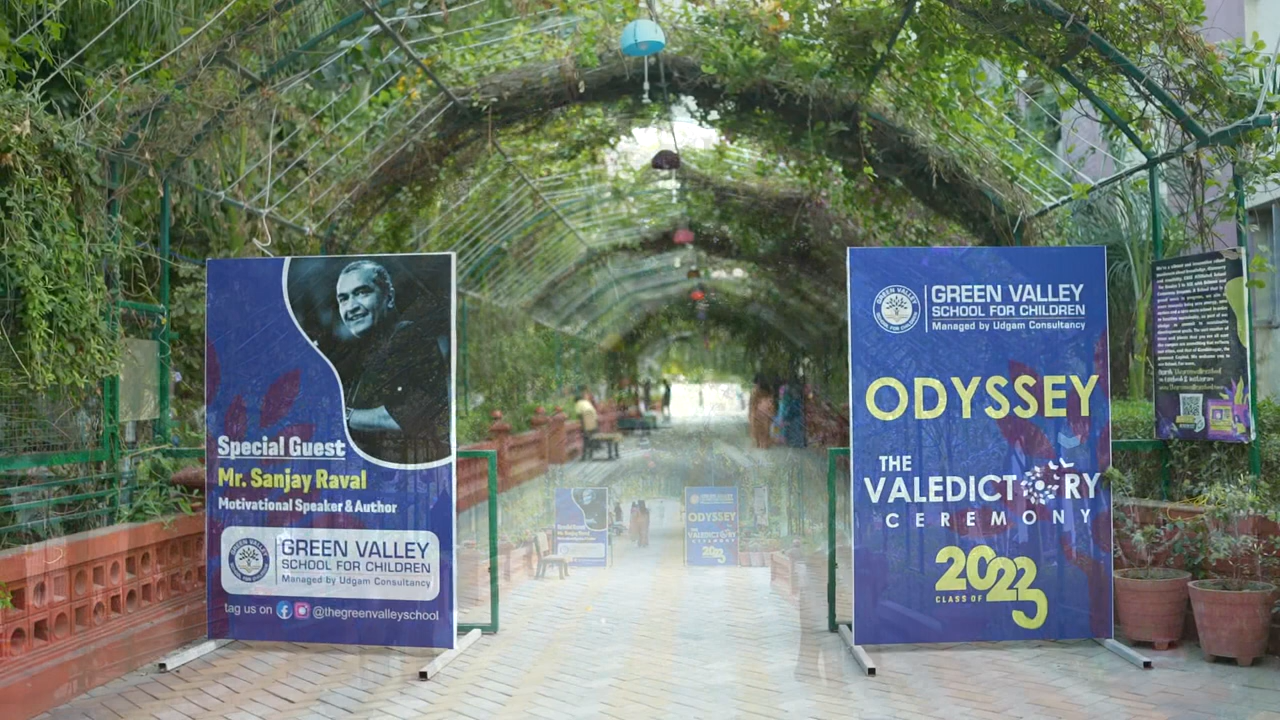 Special Guest
Mr. Sanjay Raval
Motivational Speaker & Author
GREEN VALLEY
SCHOOL FOR CHILDREN
Managed by Udgam Consultancy
tag us on @thegreenvalleyschool
GREEN VALLEY
SCHOOL FOR CHILDREN
Managed by Udgam Consultancy
ODYSSEY
THE
VALEDICTORY
CEREMONY
2023
CLASS OF
ODYSSEY